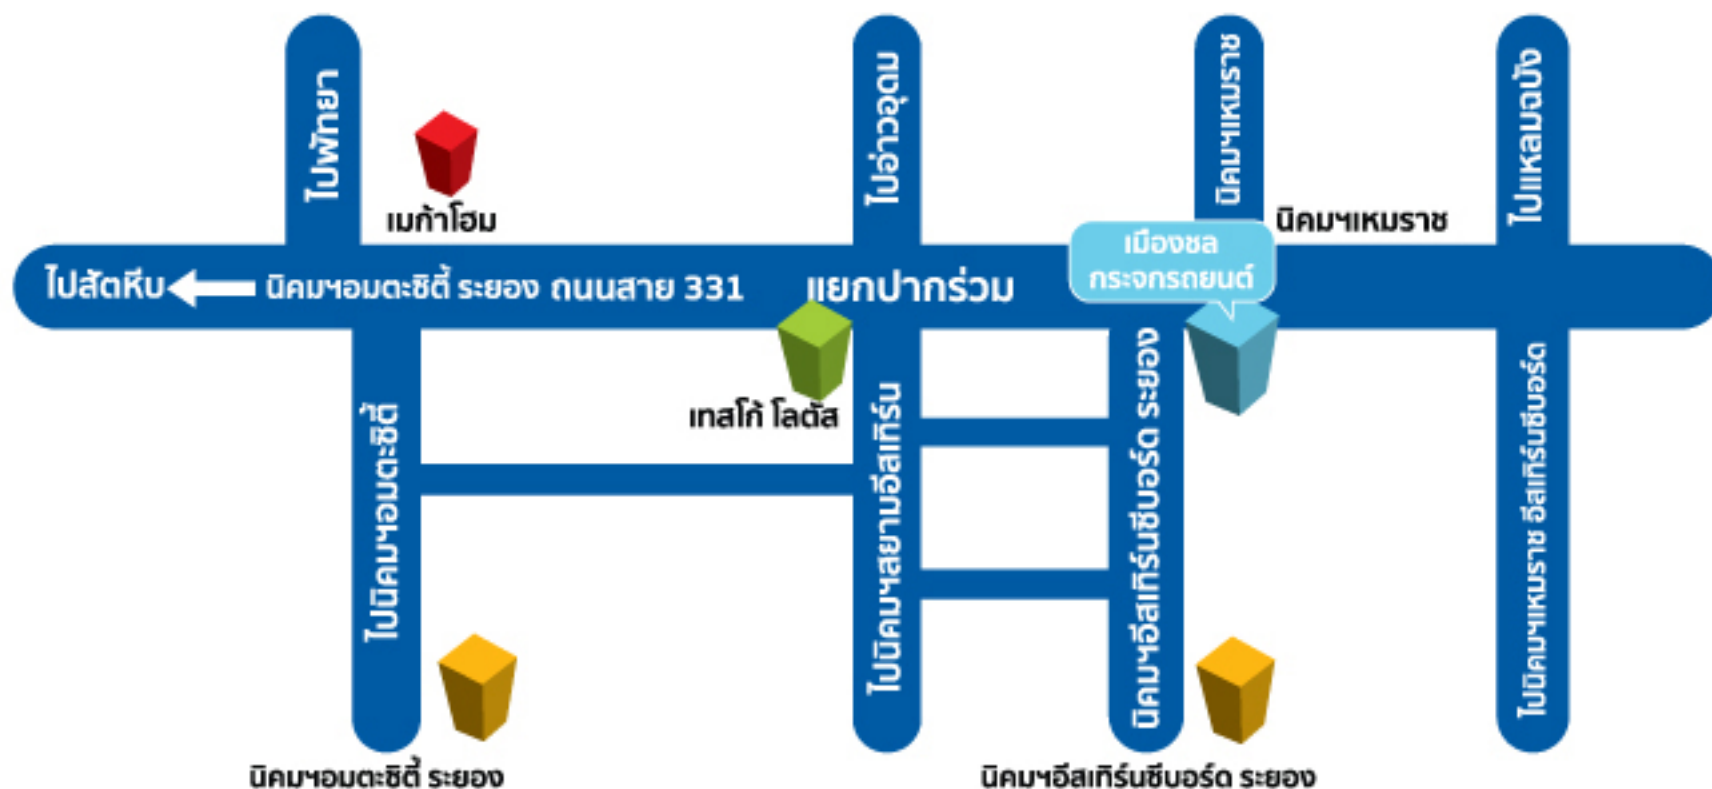 ไปพัทยา
ไปอ่าวอุดม
นิคมฯเหมราช
ไปแหลมฉบัง
เมก้าโฮม
นิคมฯเหมราช
เมืองชล
กระจกรถยนต์
ไปสัตหีบ
นิคมฯอมตะซิตี้ ระยอง ถนนสาย 331
แยกปากร่วม
เทสโก้ โลตัส
ไปนิคมฯอมตะซิตี้
ไปนิคมฯสยามอีสเทิร์น
นิคมฯอีสเทิร์นซีบอร์ด ระยอง
ไปนิคมฯเหมราช อีสเทิร์นซีบอร์ด
นิคมฯอมตะซิตี้ ระยอง
นิคมฯอีสเทิร์นซีบอร์ด ระยอง